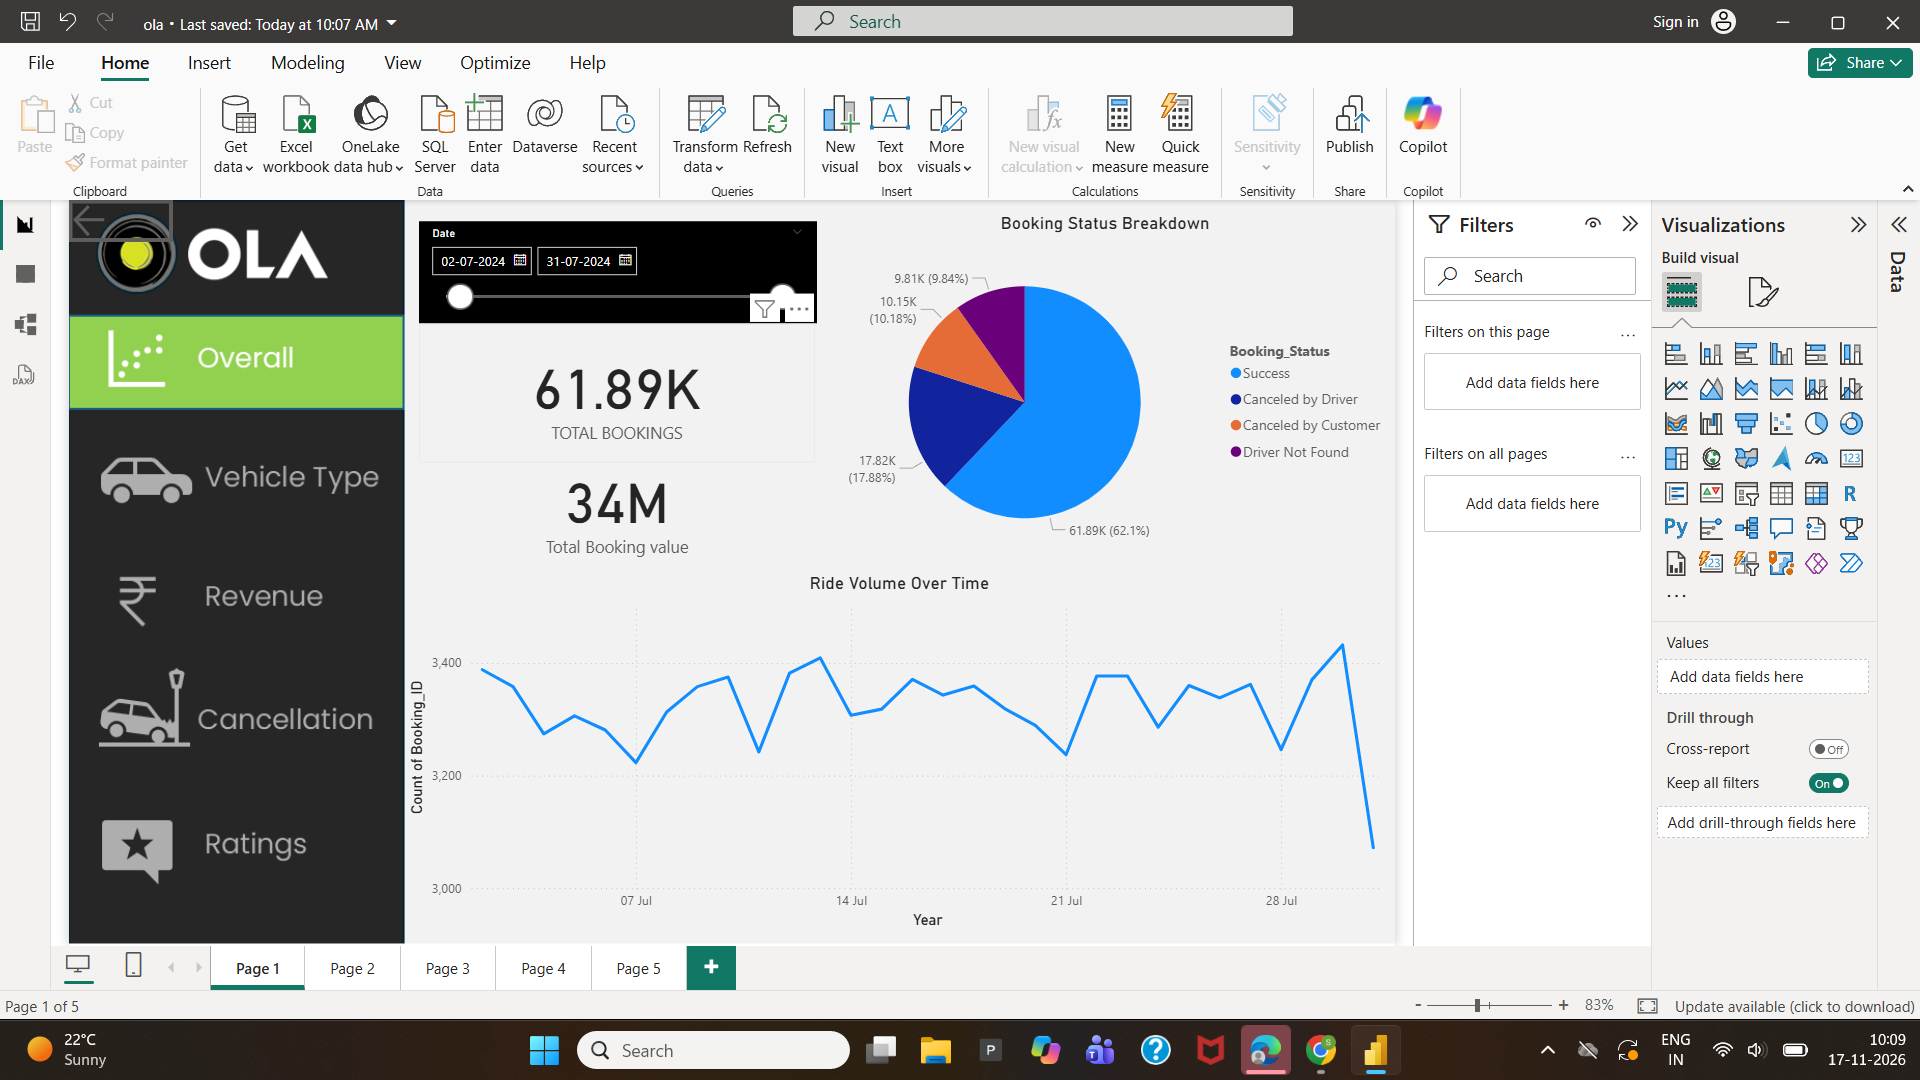 ola • Last saved: Today at 10:07 AM
Search
Sign in
File
Home
Insert
Modeling
View
Optimize
Help
Share
Paste
Cut
Copy
Format painter
Clipboard
Get data
Excel workbook
OneLake data hub
SQL Server
Enter data
Dataverse
Recent sources
Data
Transform data
Refresh
Queries
New visual
Text box
More visuals
Insert
New visual calculation
New measure
Quick measure
Calculations
Sensitivity
Sensitivity
Publish
Share
Copilot
Copilot
OLA
Overall
Vehicle Type
Revenue
Cancellation
Ratings
Date
02-07-2024
31-07-2024
61.89K
TOTAL BOOKINGS
34M
Total Booking value
Booking Status Breakdown
9.81K (9.84%)
10.15K
(10.18%)
17.82K
(17.88%)
61.89K (62.1%)
Booking_Status
Success
Canceled by Driver
Canceled by Customer
Driver Not Found
Ride Volume Over Time
Count of Booking_ID
3,400
3,200
3,000
07 Jul
14 Jul
21 Jul
28 Jul
Year
Filters
Search
Filters on this page
Add data fields here
Filters on all pages
Add data fields here
Visualizations
Build visual
123
R
Py
123
Values
Add data fields here
Drill through
Cross-report
Off
Keep all filters
On
Add drill-through fields here
Data
DAX
Page 1
Page 2
Page 3
Page 4
Page 5
Page 1 of 5
83%
Update available (click to download)
22°C
Sunny
Search
P
ENG
IN
10:09
17-11-2026